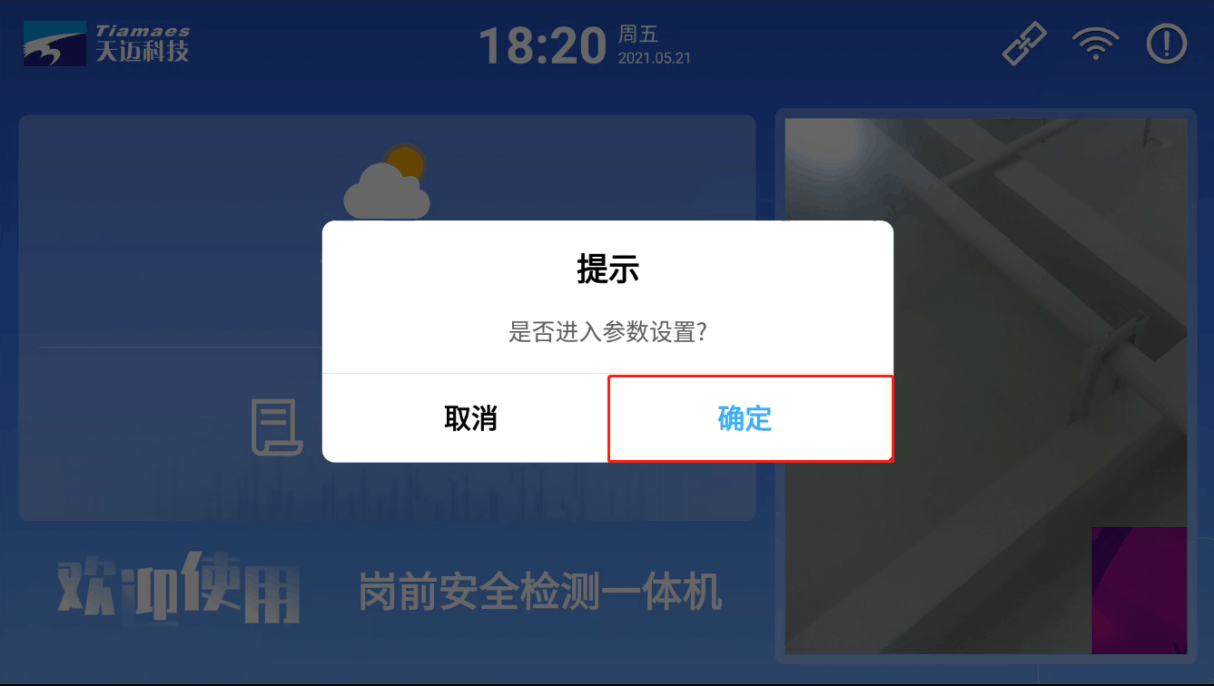 Tiamaes
天迈科技
18:20
周五
2021.05.21
提示
是否进入参数设置?
取消
确定
欢迎使用
岗前安全检测一体机